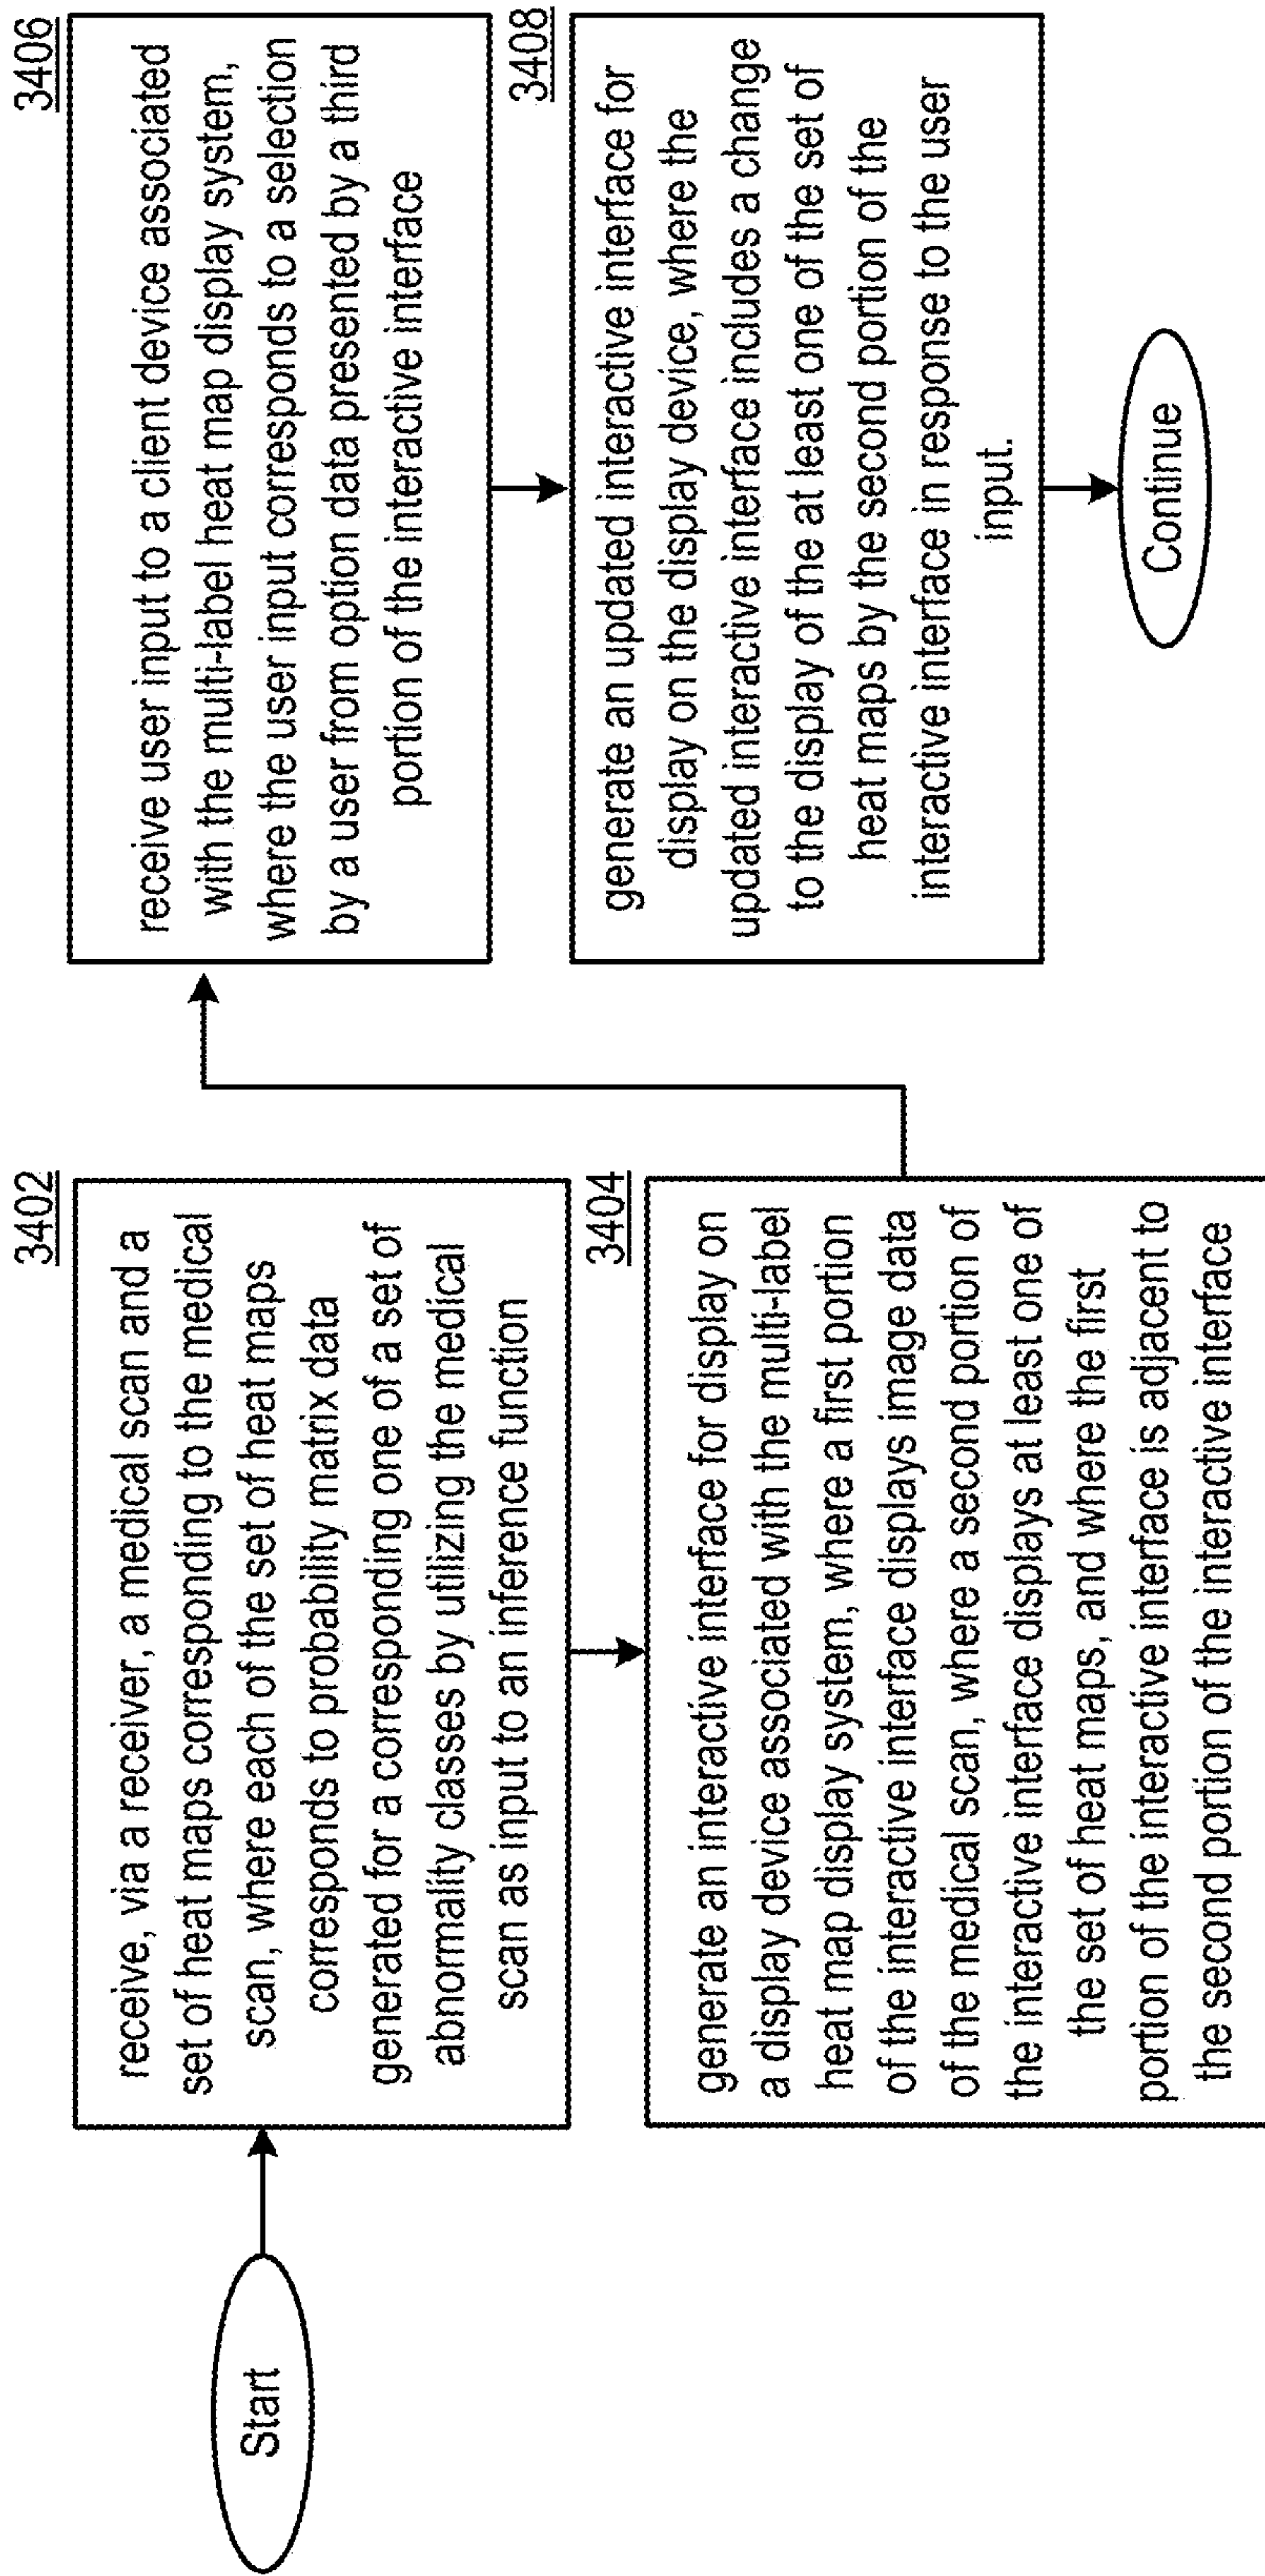 Start
3402
receive, via a receiver, a medical scan and a
set of heat maps corresponding to the medical
scan, where each of the set of heat maps
corresponds to probability matrix data
generated for a corresponding one of a set of
abnormality classes by utilizing the medical
scan as input to an inference function
3404
generate an interactive interface for display on
a display device associated with the multi-label
heat map display system, where a first portion
of the interactive interface displays image data
of the medical scan, where a second portion of
the interactive interface displays at least one of
the set of heat maps, and where the first
portion of the interactive interface is adjacent to
the second portion of the interactive interface
3406
receive user input to a client device associated
with the multi-label heat map display system,
where the user input corresponds to a selection
by a user from option data presented by a third
portion of the interactive interface
3408
generate an updated interactive interface for
display on the display device, where the
updated interactive interface includes a change
to the display of the at least one of the set of
heat maps by the second portion of the
interactive interface in response to the user
input.
Continue